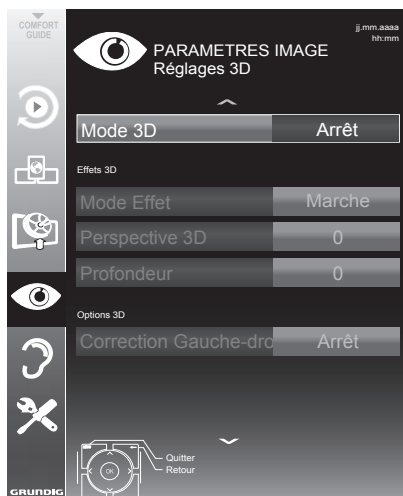 COMFORT
GUIDE
jj.mm.aaaa
hh:mm
PARAMETRES IMAGE
Réglages 3D
Mode 3D Arrêt
Effets 3D
Mode Effet Marche
Perspective 3D 0
Profondeur 0
Options 3D
Correction Gauche-dro Arrêt
OK
Quitter
Retour
GRUNDIG